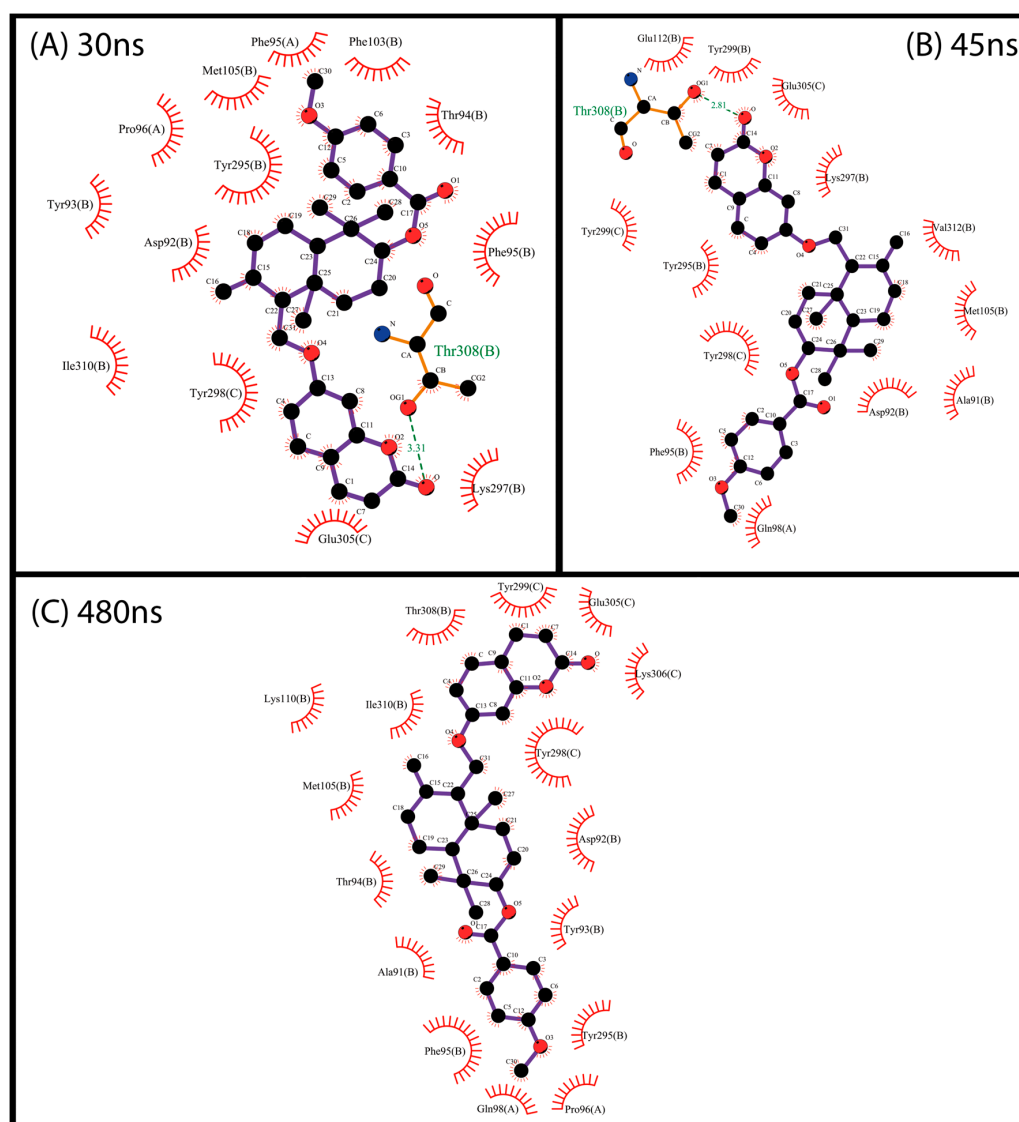 (A) 30ns
Phe95(A)
Phe103(B)
Met105(B)
C30
O3
Thr94(B)
Pro96(A)
C6
C12
C3
C5
Tyr295(B)
C10
C2
O1
C29
C28
C17
Tyr93(B)
C19
C26
O5
C18
C23
C24
Phe95(B)
Asp92(B)
C15
C25
C20
C16
C22
C27
C21
O
C
C31
N
CA
Thr308(B)
O4
CB
CG2
Ile310(B)
Tyr298(C)
C13
OG1
C4
C8
C11
O2
C
3.31
C9
C14
O
Lys297(B)
C1
C7
Glu305(C)
(B) 45ns
Glu112(B)
Tyr299(B)
N
OG1
Glu305(C)
Thr308(B)
CA
2.81
O
C
CB
C14
CG2
O
C3
O2
C1
C11
Lys297(B)
C9
C8
C
Tyr299(C)
C31
C16
Val312(B)
C4
O4
C22
C15
Tyr295(B)
C21
C25
C18
C27
C23
C19
Met105(B)
C20
Tyr298(C)
C24
C26
C29
O5
C28
Asp92(B)
Ala91(B)
C17
O1
C2
C10
C5
C3
Phe95(B)
C12
C6
O3
C30
Gln98(A)
(C) 480ns
Tyr299(C)
Glu305(C)
Thr308(B)
C1
C7
C
C9
C14
O
Lys306(C)
C4
C11
O2
Lys110(B)
Ile310(B)
C13
C8
O4
Tyr298(C)
C16
C31
Met105(B)
C15
C22
C27
C18
C25
C21
Asp92(B)
C19
C23
C20
C29
C26
C24
Thr94(B)
C28
O5
O1
C17
Tyr93(B)
Ala91(B)
C10
C3
C2
C6
C5
C12
Tyr295(B)
O3
Phe95(B)
C30
Gln98(A)
Pro96(A)